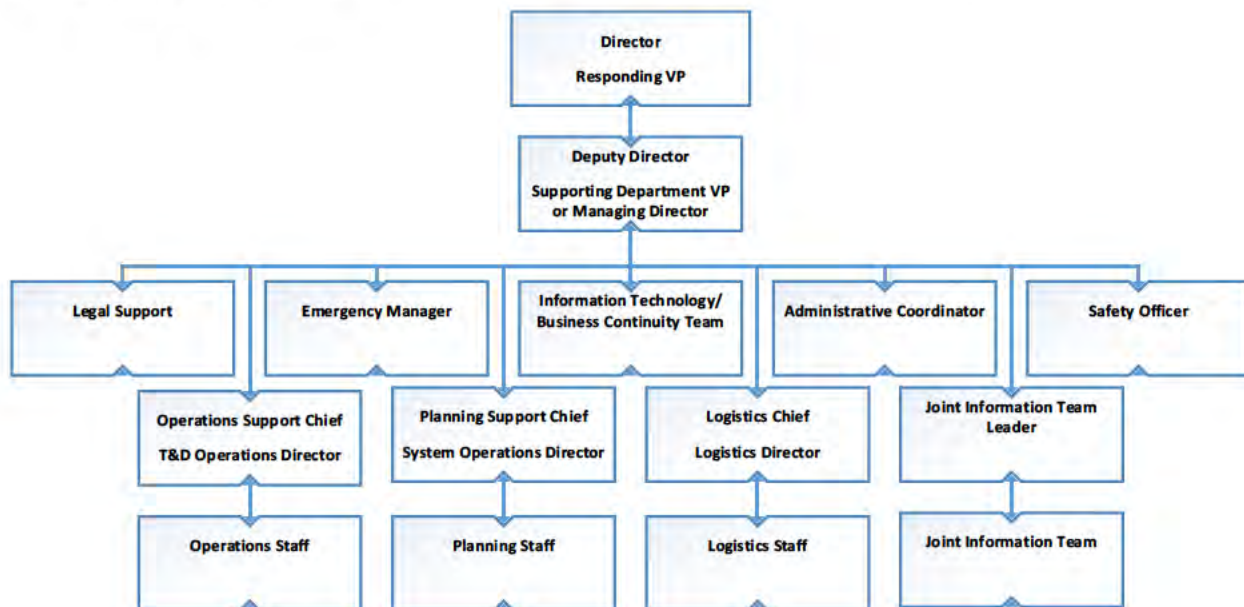 Director
Responding VP
Deputy Director
Supporting Department VP
or Managing Director
Legal Support
Emergency Manager
Information Technology/
Business Continuity Team
Administrative Coordinator
Safety Officer
Operations Support Chief
T&D Operations Director
Planning Support Chief
System Operations Director
Logistics Chief
Logistics Director
Joint Information Team
Leader
Operations Staff
Planning Staff
Logistics Staff
Joint Information Team